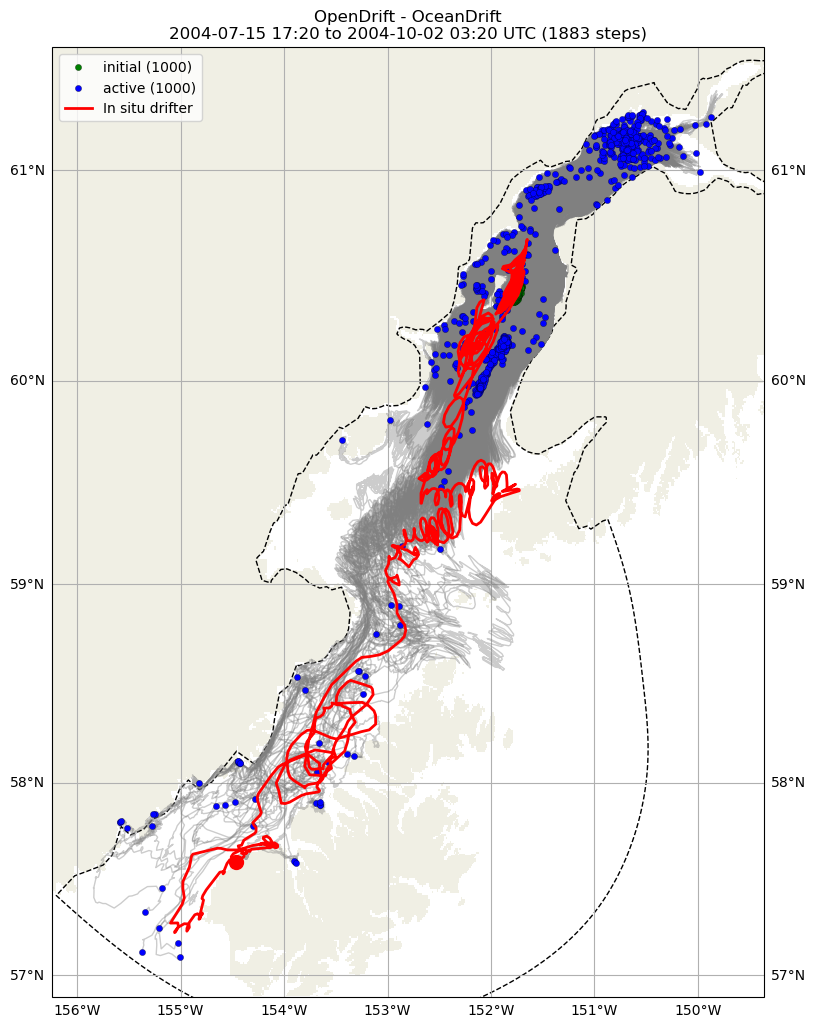 OpenDrift - OceanDrift
2004-07-15 17:20 to 2004-10-02 03:20 UTC (1883 steps)
initial (1000)
active (1000)
In situ drifter
61°N
61°N
60°N
60°N
59°N
59°N
58°N
58°N
57°N
57°N
156°W
155°W
154°W
153°W
152°W
151°W
150°W